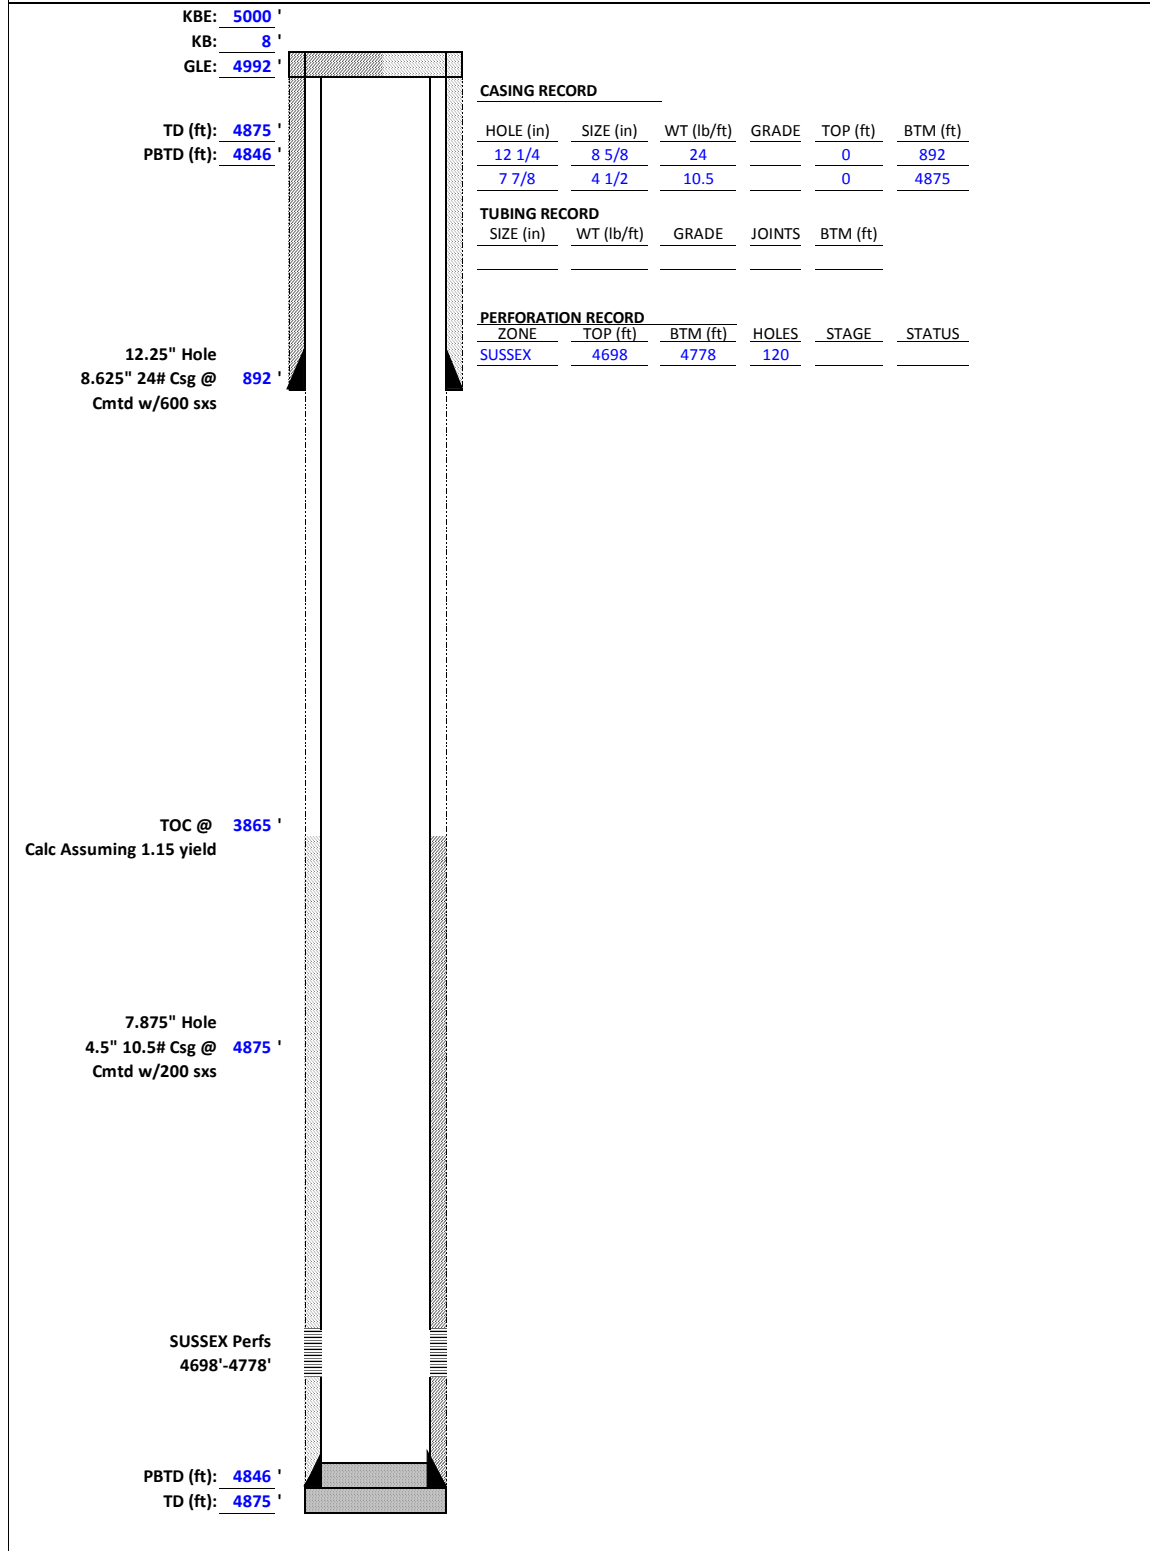 KBE: 5000 '
KB: 8 '
GLE: 4992 '
CASING RECORD
TD (ft): 4875 ' HOLE (in) SIZE (in) WT (lb/ft) GRADE TOP (ft) BTM (ft)
PBTD (ft): 4846 ' 12 1/4 8 5/8 24 0 892
7 7/8 4 1/2 10.5 0 4875
TUBING RECORD
SIZE (in) WT (lb/ft) GRADE JOINTS BTM (ft)
PERFORATION RECORD
ZONE TOP (ft) BTM (ft) HOLES STAGE STATUS
12.25" Hole SUSSEX 4698 4778 120
8.625" 24# Csg @ 892 '
Cmtd w/600 sxs
TOC @ 3865 '
Calc Assuming 1.15 yield
7.875" Hole
4.5" 10.5# Csg @ 4875 '
Cmtd w/200 sxs
SUSSEX Perfs
4698'-4778'
PBTD (ft): 4846 '
TD (ft): 4875 '